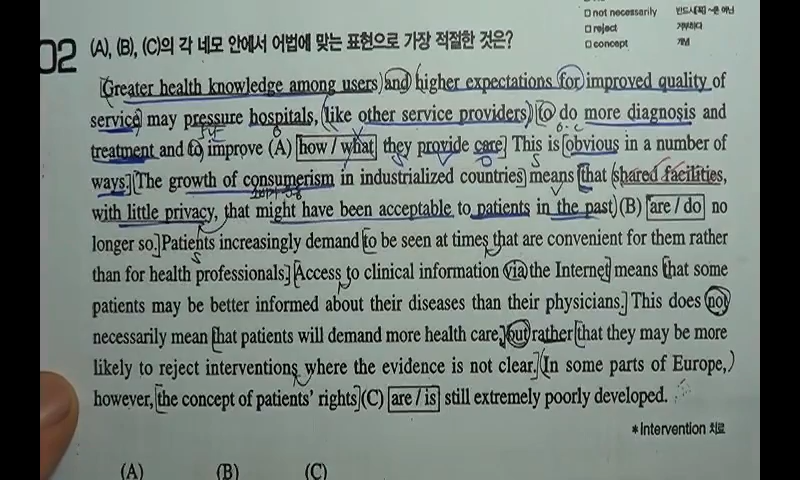 □ not necessarily 반드시(꼭) ~은 아닌
□ reject 거부하다
□ concept 개념
02 (A), (B), (C)의 각 네모 안에서 어법에 맞는 표현으로 가장 적절한 것은?
Greater health knowledge among users and higher expectations for improved quality of
service may pressure hospitals, like other service providers, to do more diagnosis and
treatment and to improve (A) how / what they provide care. This is obvious in a number of
ways. The growth of consumerism in industrialized countries means that shared facilities,
with little privacy, that might have been acceptable to patients in the past (B) are / do no
longer so. Patients increasingly demand to be seen at times that are convenient for them rather
than for health professionals. Access to clinical information via the Internet means that some
patients may be better informed about their diseases than their physicians. This does not
necessarily mean that patients will demand more health care, but rather that they may be more
likely to reject interventions where the evidence is not clear. In some parts of Europe,
however, the concept of patients' rights (C) are / is still extremely poorly developed.
*Intervention 치료
(A) (B) (C)